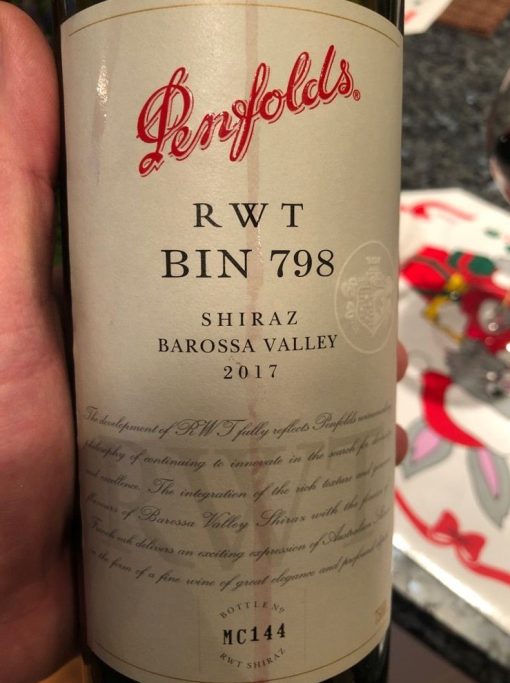 Penfolds®
RWT
BIN 798
SHIRAZ
BAROSSA VALLEY
2017
The development of RWT fully reflects Penfolds winemaking
philosophy of continuing to innovate in the search for
and excellence. The integration of the rich texture and
flavours of Barossa Valley Shiraz with the
French oak delivers an exciting expression of Australian
in the form of a fine wine of great elegance and profound
BOTTLE Nº
MC144
RWT SHIRAZ